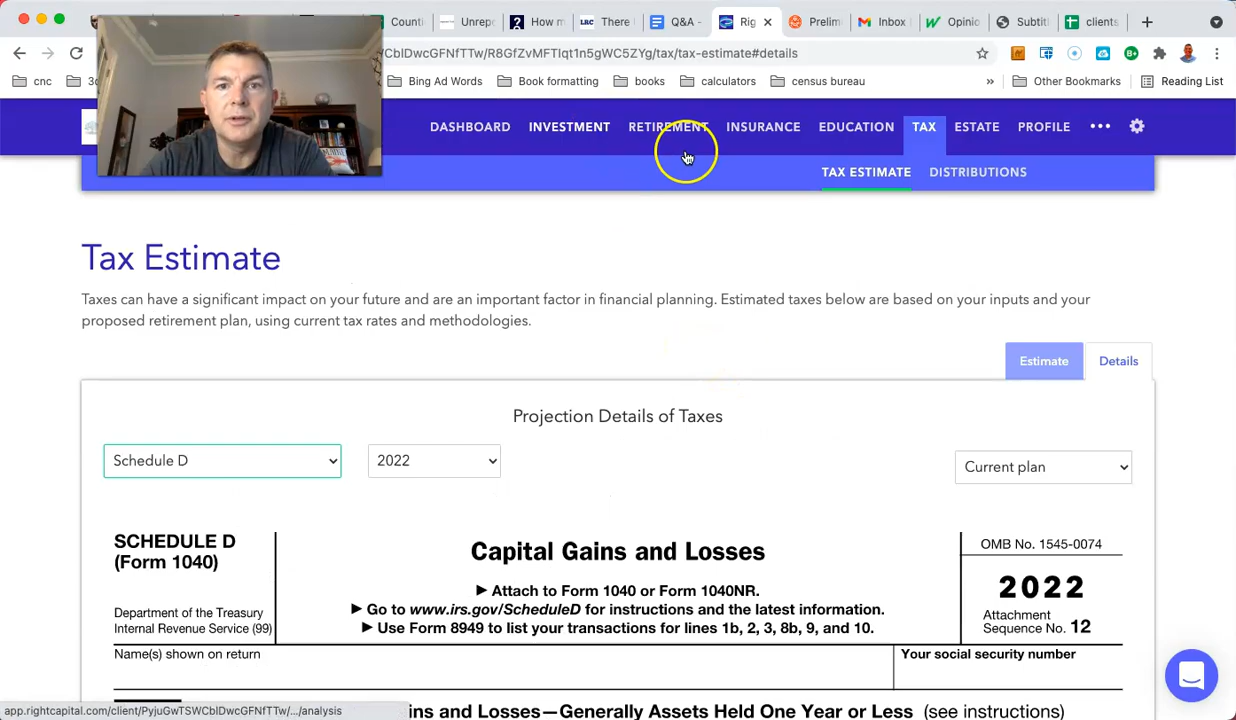 Counti
Unrep
How m
LRC There
Q&A -
Rig
Prelim
Inbox
Opinio
Subtit
clients
CblDwcGFNfTTw/R8GfZvMFTIqt1n5gWC5ZYg/tax/tax-estimate#details
cnc
Bing Ad Words
Book formatting
books
calculators
census bureau
»
Other Bookmarks
Reading List
DASHBOARD
INVESTMENT
RETIREMENT
INSURANCE
EDUCATION
TAX
ESTATE
PROFILE
TAX ESTIMATE
DISTRIBUTIONS
Tax Estimate
Taxes can have a significant impact on your future and are an important factor in financial planning. Estimated taxes below are based on your inputs and your
proposed retirement plan, using current tax rates and methodologies.
Estimate
Details
Projection Details of Taxes
Schedule D
2022
Current plan
SCHEDULE D
(Form 1040)
Department of the Treasury
Internal Revenue Service (99)
Capital Gains and Losses
▶ Attach to Form 1040 or Form 1040NR.
▶ Go to www.irs.gov/ScheduleD for instructions and the latest information.
▶ Use Form 8949 to list your transactions for lines 1b, 2, 3, 8b, 9, and 10.
OMB No. 1545-0074
2022
Attachment
Sequence No. 12
Name(s) shown on return
Your social security number
app.rightcapital.com/client/PyjuGwTSWCblDwcGFNfTTw/.../analysis
ins and Losses—Generally Assets Held One Year or Less (see instructions)